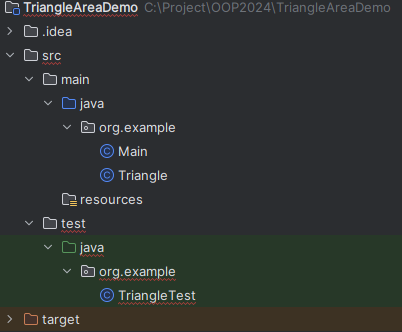 TriangleAreaDemo C:\Project\OOP2024\TriangleAreaDemo
.idea
src
main
java
org.example
Main
Triangle
resources
test
java
org.example
TriangleTest
target